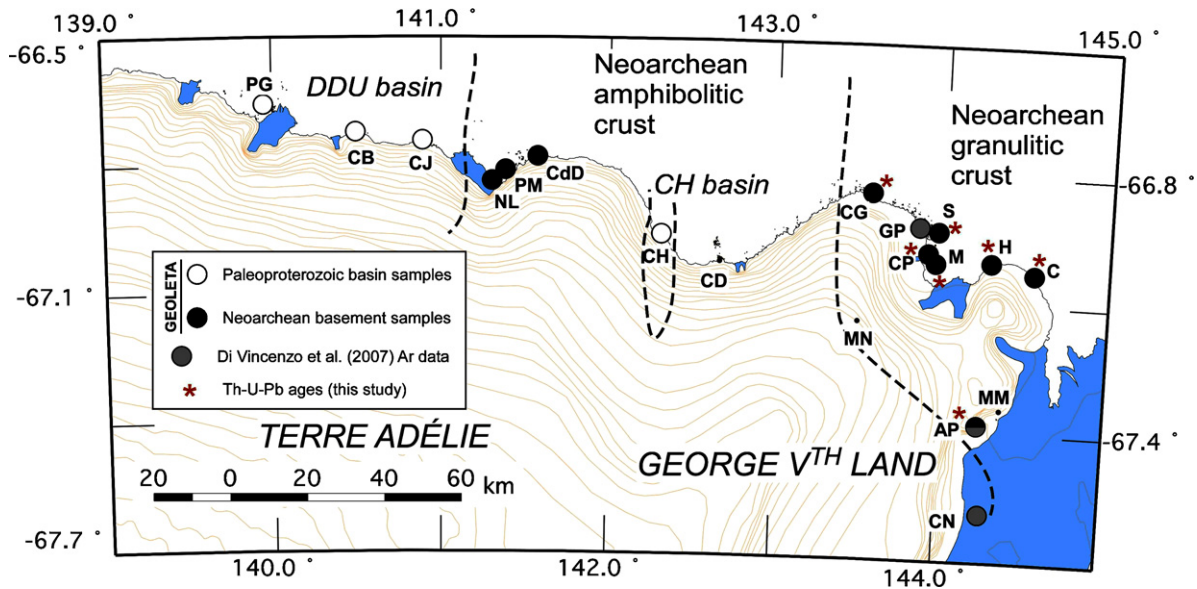 139.0 °
141.0 °
143.0 °
145.0 °
-66.5 °
PG
DDU basin
Neoarchean
amphibolitic
crust
Neoarchean
granulitic
crust
CB
CJ
NL
PM
CdD
CH basin
CG
*
S
*
-66.8 °
GP
*
CP
M
*
*
H
*
C
CH
CD
GEOLETA
Paleoproterozoic basin samples
Neoarchean basement samples
Di Vincenzo et al. (2007) Ar data
* Th-U-Pb ages (this study)
-67.1 °
MN
MM
*
AP
TERRE ADÉLIE
GEORGE VTH LAND
-67.4 °
20 0 20 40 60 km
CN
-67.7 °
140.0 °
142.0 °
144.0 °